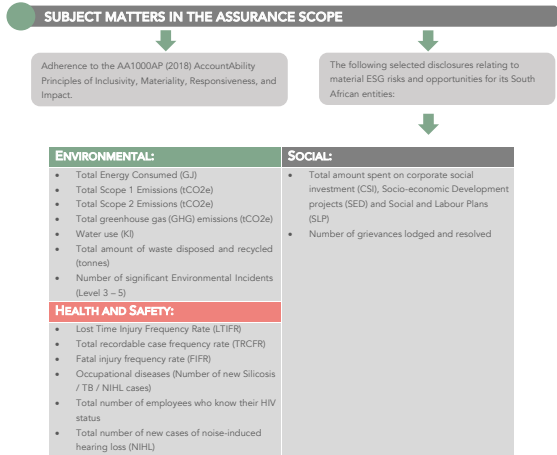 SUBJECT MATTERS IN THE ASSURANCE SCOPE
Adherence to the AA1000AP (2018) AccountAbility
Principles of Inclusivity, Materiality, Responsiveness, and
Impact.
The following selected disclosures relating to
material ESG risks and opportunities for its South
African entities:
ENVIRONMENTAL:
• Total Energy Consumed (GJ)
• Total Scope 1 Emissions (tCO2e)
• Total Scope 2 Emissions (tCO2e)
• Total greenhouse gas (GHG) emissions (tCO2e)
• Water use (Kl)
• Total amount of waste disposed and recycled
(tonnes)
• Number of significant Environmental Incidents
(Level 3 – 5)
HEALTH AND SAFETY:
• Lost Time Injury Frequency Rate (LTIFR)
• Total recordable case frequency rate (TRCFR)
• Fatal injury frequency rate (FIFR)
• Occupational diseases (Number of new Silicosis
/ TB / NIHL cases)
• Total number of employees who know their HIV
status
• Total number of new cases of noise-induced
hearing loss (NIHL)
SOCIAL:
• Total amount spent on corporate social
investment (CSI), Socio-economic Development
projects (SED) and Social and Labour Plans
(SLP)
• Number of grievances lodged and resolved